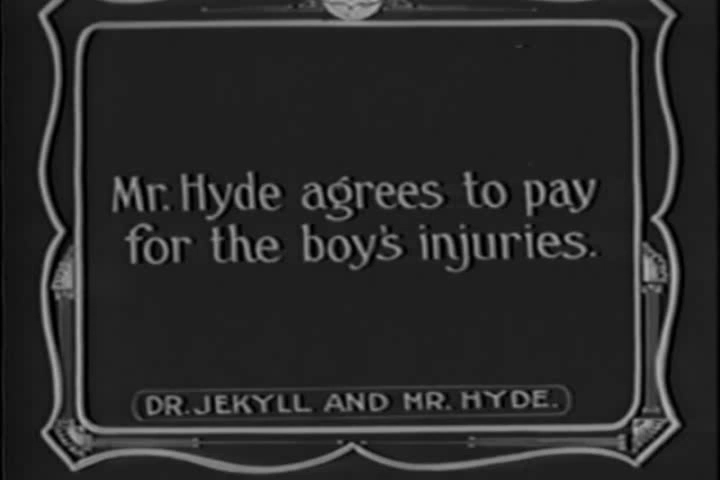 Mr. Hyde agrees to pay
for the boy's injuries.
DR. JEKYLL AND MR. HYDE.